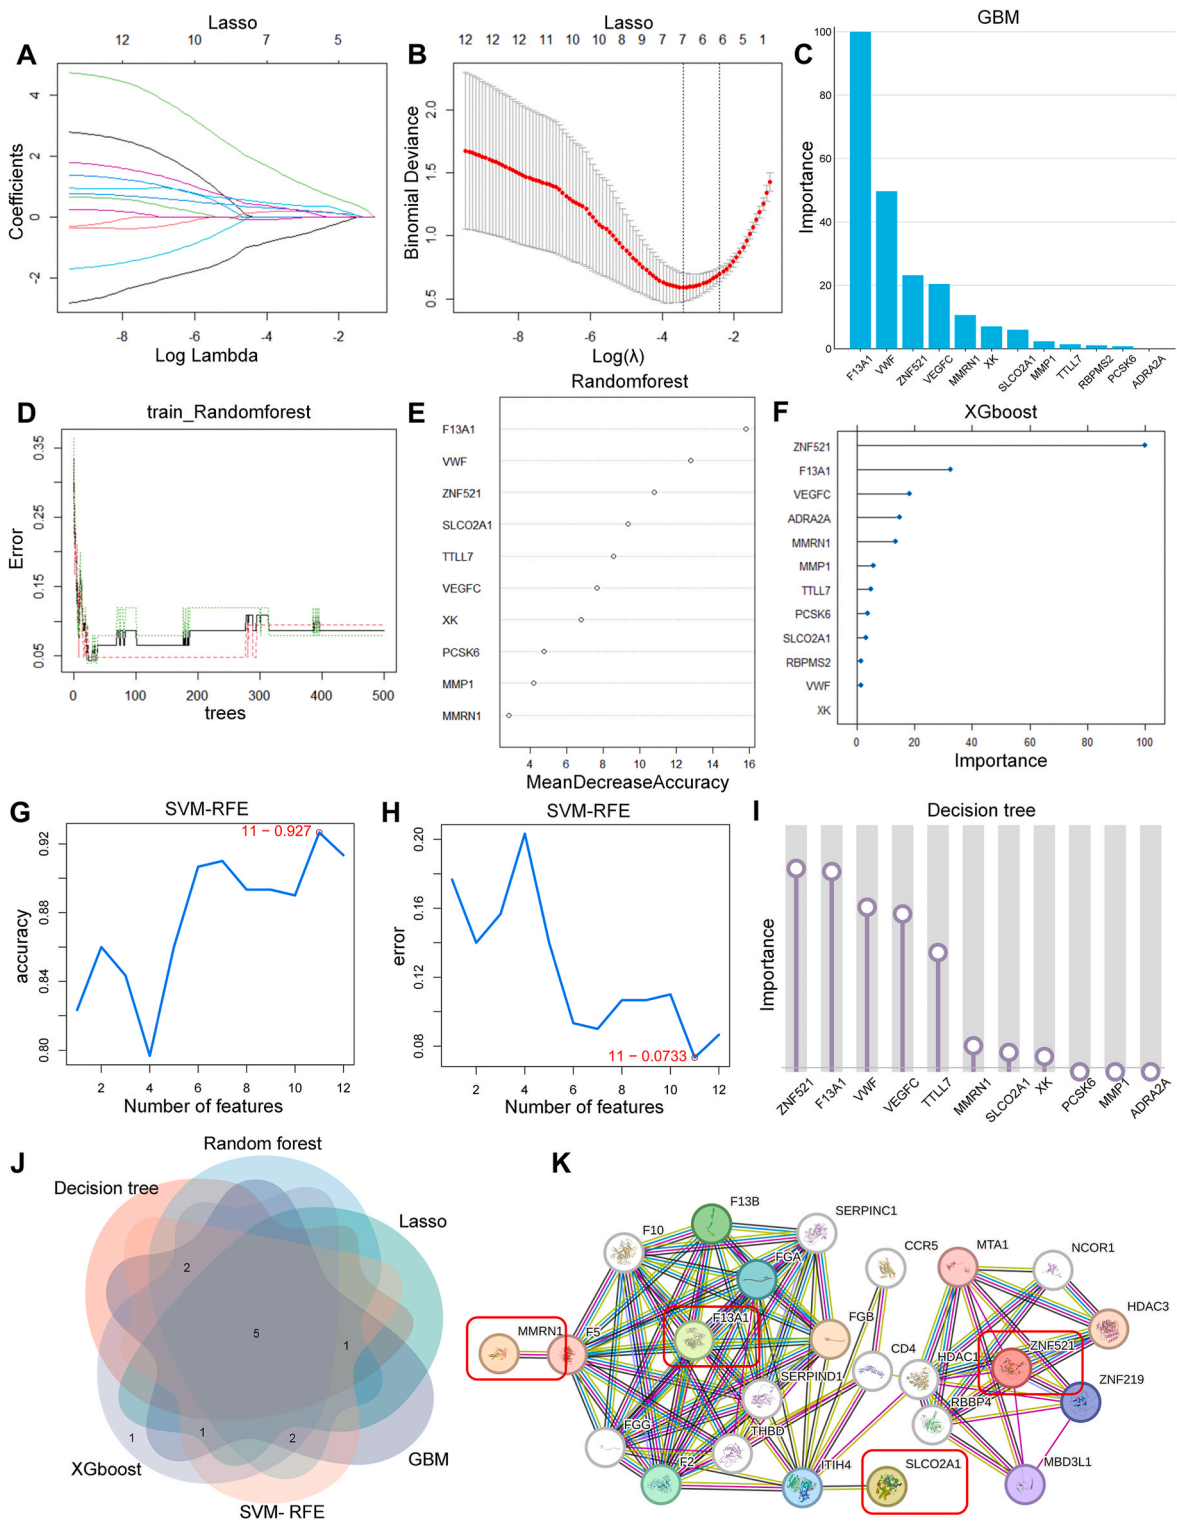 A
Lasso
12 10 7 5
Coefficients
4
2
0
-2
-8 -6 -4 -2
Log Lambda
B
Lasso
12 12 12 11 10 10 8 9 7 7 6 6 5 1
Binomial Deviance
2.0
1.5
1.0
0.5
-8 -6 -4 -2
Log(λ)
C
GBM
Importance
100
80
60
40
20
0
F13A1 VWF ZNF521 VEGFC MMRN1 XK SLCO2A1 MMP1 TTLL7 RBPMS2 PCSK6 ADRA2A
D
train_Randomforest
Error
0.35
0.25
0.15
0.05
0 100 200 300 400 500
trees
E
Randomforest
F13A1
VWF
ZNF521
SLCO2A1
TTLL7
VEGFC
XK
PCSK6
MMP1
MMRN1
4 6 8 10 12 14 16
MeanDecreaseAccuracy
F
XGboost
ZNF521
F13A1
VEGFC
ADRA2A
MMRN1
MMP1
TTLL7
PCSK6
SLCO2A1
RBPMS2
VWF
XK
0 20 40 60 80 100
Importance
G
SVM-RFE
11 − 0.927
accuracy
0.92
0.88
0.84
0.80
2 4 6 8 10 12
Number of features
H
SVM-RFE
error
0.20
0.16
0.12
0.08
11 − 0.0733
2 4 6 8 10 12
Number of features
I
Decision tree
Importance
ZNF521 F13A1 VWF VEGFC TTLL7 MMRN1 SLCO2A1 XK PCSK6 MMP1 ADRA2A
J
Random forest
Decision tree
Lasso
2
5
1
1
1
2
XGboost
GBM
SVM- RFE
K
F13B
SERPINC1
F10
FGA
CCR5
MTA1
NCOR1
HDAC3
MMRN1
F5
F13A1
FGB
CD4
HDAC1
ZNF521
SERPIND1
RBBP4
ZNF219
FGG
THBD
F2
ITIH4
SLCO2A1
MBD3L1